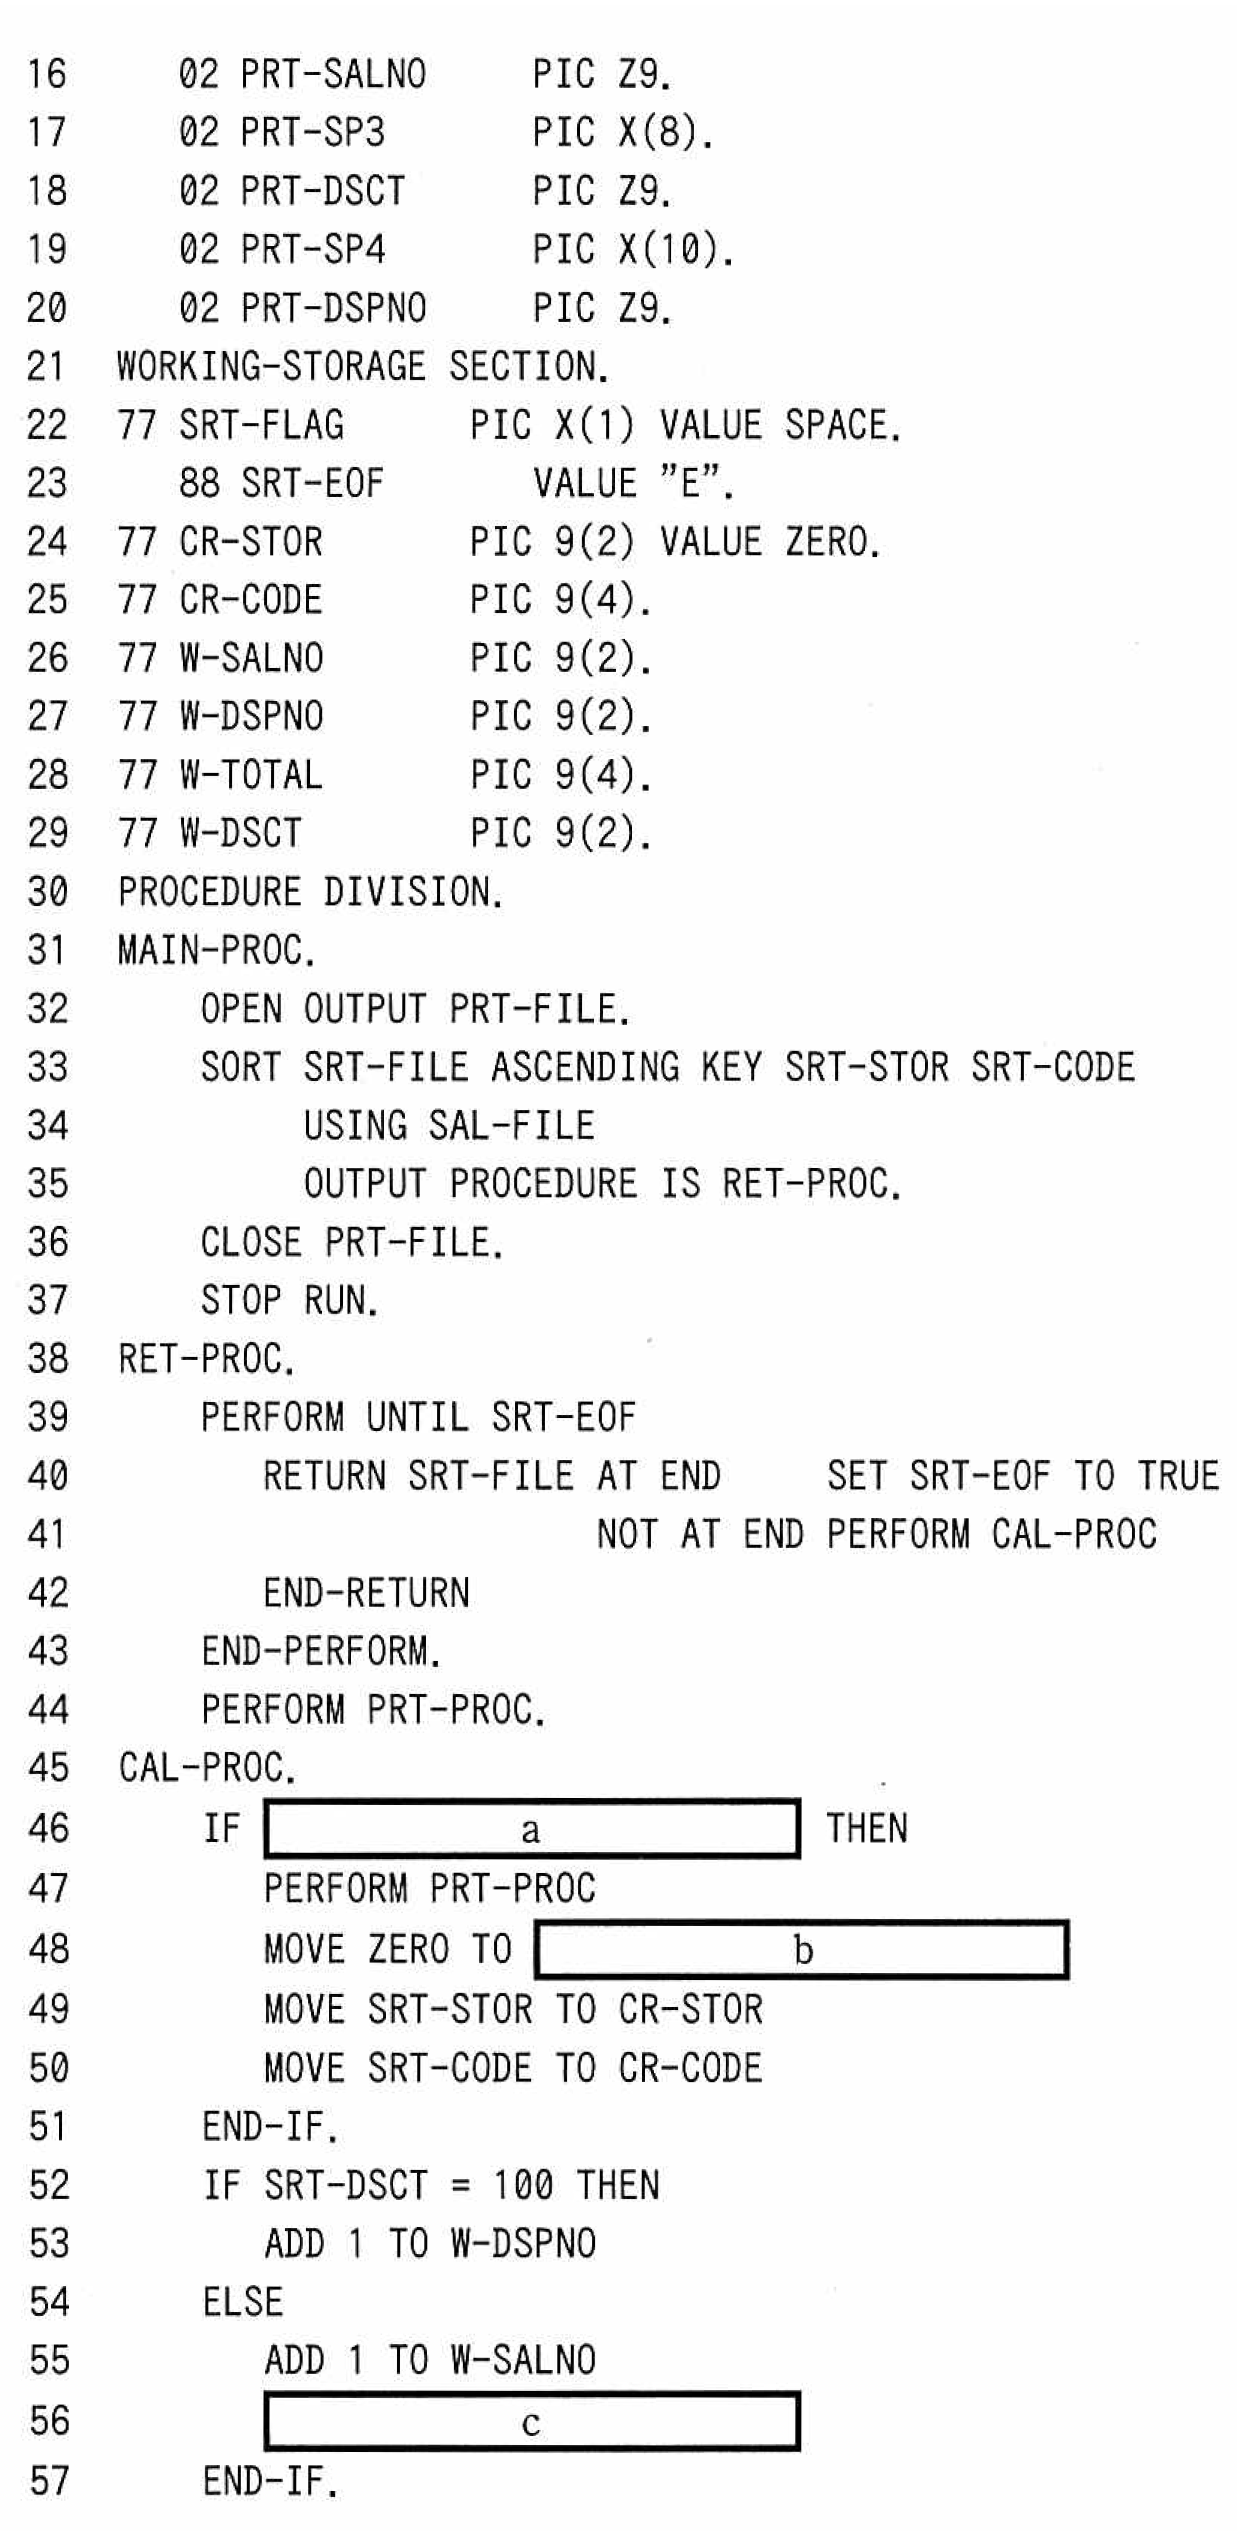 16 02 PRT-SALNO PIC Z9.
17 02 PRT-SP3 PIC X(8).
18 02 PRT-DSCT PIC Z9.
19 02 PRT-SP4 PIC X(10).
20 02 PRT-DSPNO PIC Z9.
21 WORKING-STORAGE SECTION.
22 77 SRT-FLAG PIC X(1) VALUE SPACE.
23 88 SRT-EOF VALUE ”E”.
24 77 CR-STOR PIC 9(2) VALUE ZERO.
25 77 CR-CODE PIC 9(4).
26 77 W-SALNO PIC 9(2).
27 77 W-DSPNO PIC 9(2).
28 77 W-TOTAL PIC 9(4).
29 77 W-DSCT PIC 9(2).
30 PROCEDURE DIVISION.
31 MAIN-PROC.
32 OPEN OUTPUT PRT-FILE.
33 SORT SRT-FILE ASCENDING KEY SRT-STOR SRT-CODE
34 USING SAL-FILE
35 OUTPUT PROCEDURE IS RET-PROC.
36 CLOSE PRT-FILE.
37 STOP RUN.
38 RET-PROC.
39 PERFORM UNTIL SRT-EOF
40 RETURN SRT-FILE AT END SET SRT-EOF TO TRUE
41 NOT AT END PERFORM CAL-PROC
42 END-RETURN
43 END-PERFORM.
44 PERFORM PRT-PROC.
45 CAL-PROC.
46 IF a THEN
47 PERFORM PRT-PROC
48 MOVE ZERO TO b
49 MOVE SRT-STOR TO CR-STOR
50 MOVE SRT-CODE TO CR-CODE
51 END-IF.
52 IF SRT-DSCT = 100 THEN
53 ADD 1 TO W-DSPNO
54 ELSE
55 ADD 1 TO W-SALNO
56 c
57 END-IF.